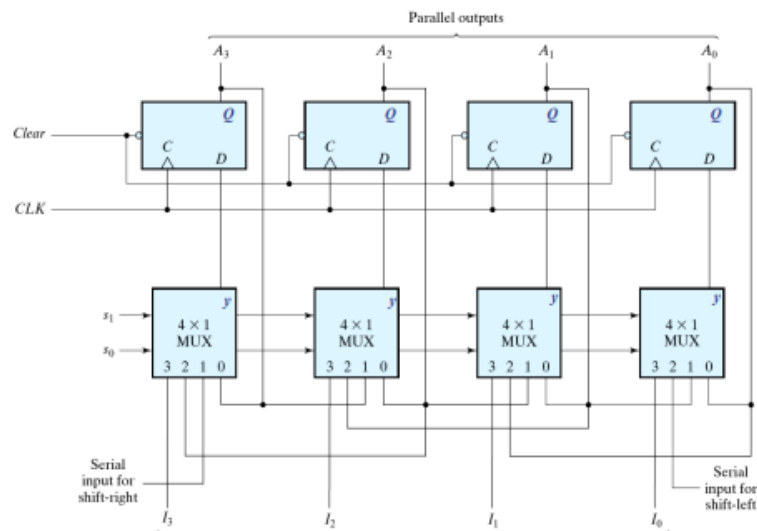 Parallel outputs
A3 A2 A1 A0
Q Q Q Q
Clear
C D C D C D C D
CLK
y y y y
s1
4 × 1 4 × 1 4 × 1 4 × 1
MUX MUX MUX MUX
s0
3 2 1 0 3 2 1 0 3 2 1 0 3 2 1 0
Serial
input for
shift-right
Serial
input for
shift-left
I3 I2 I1 I0